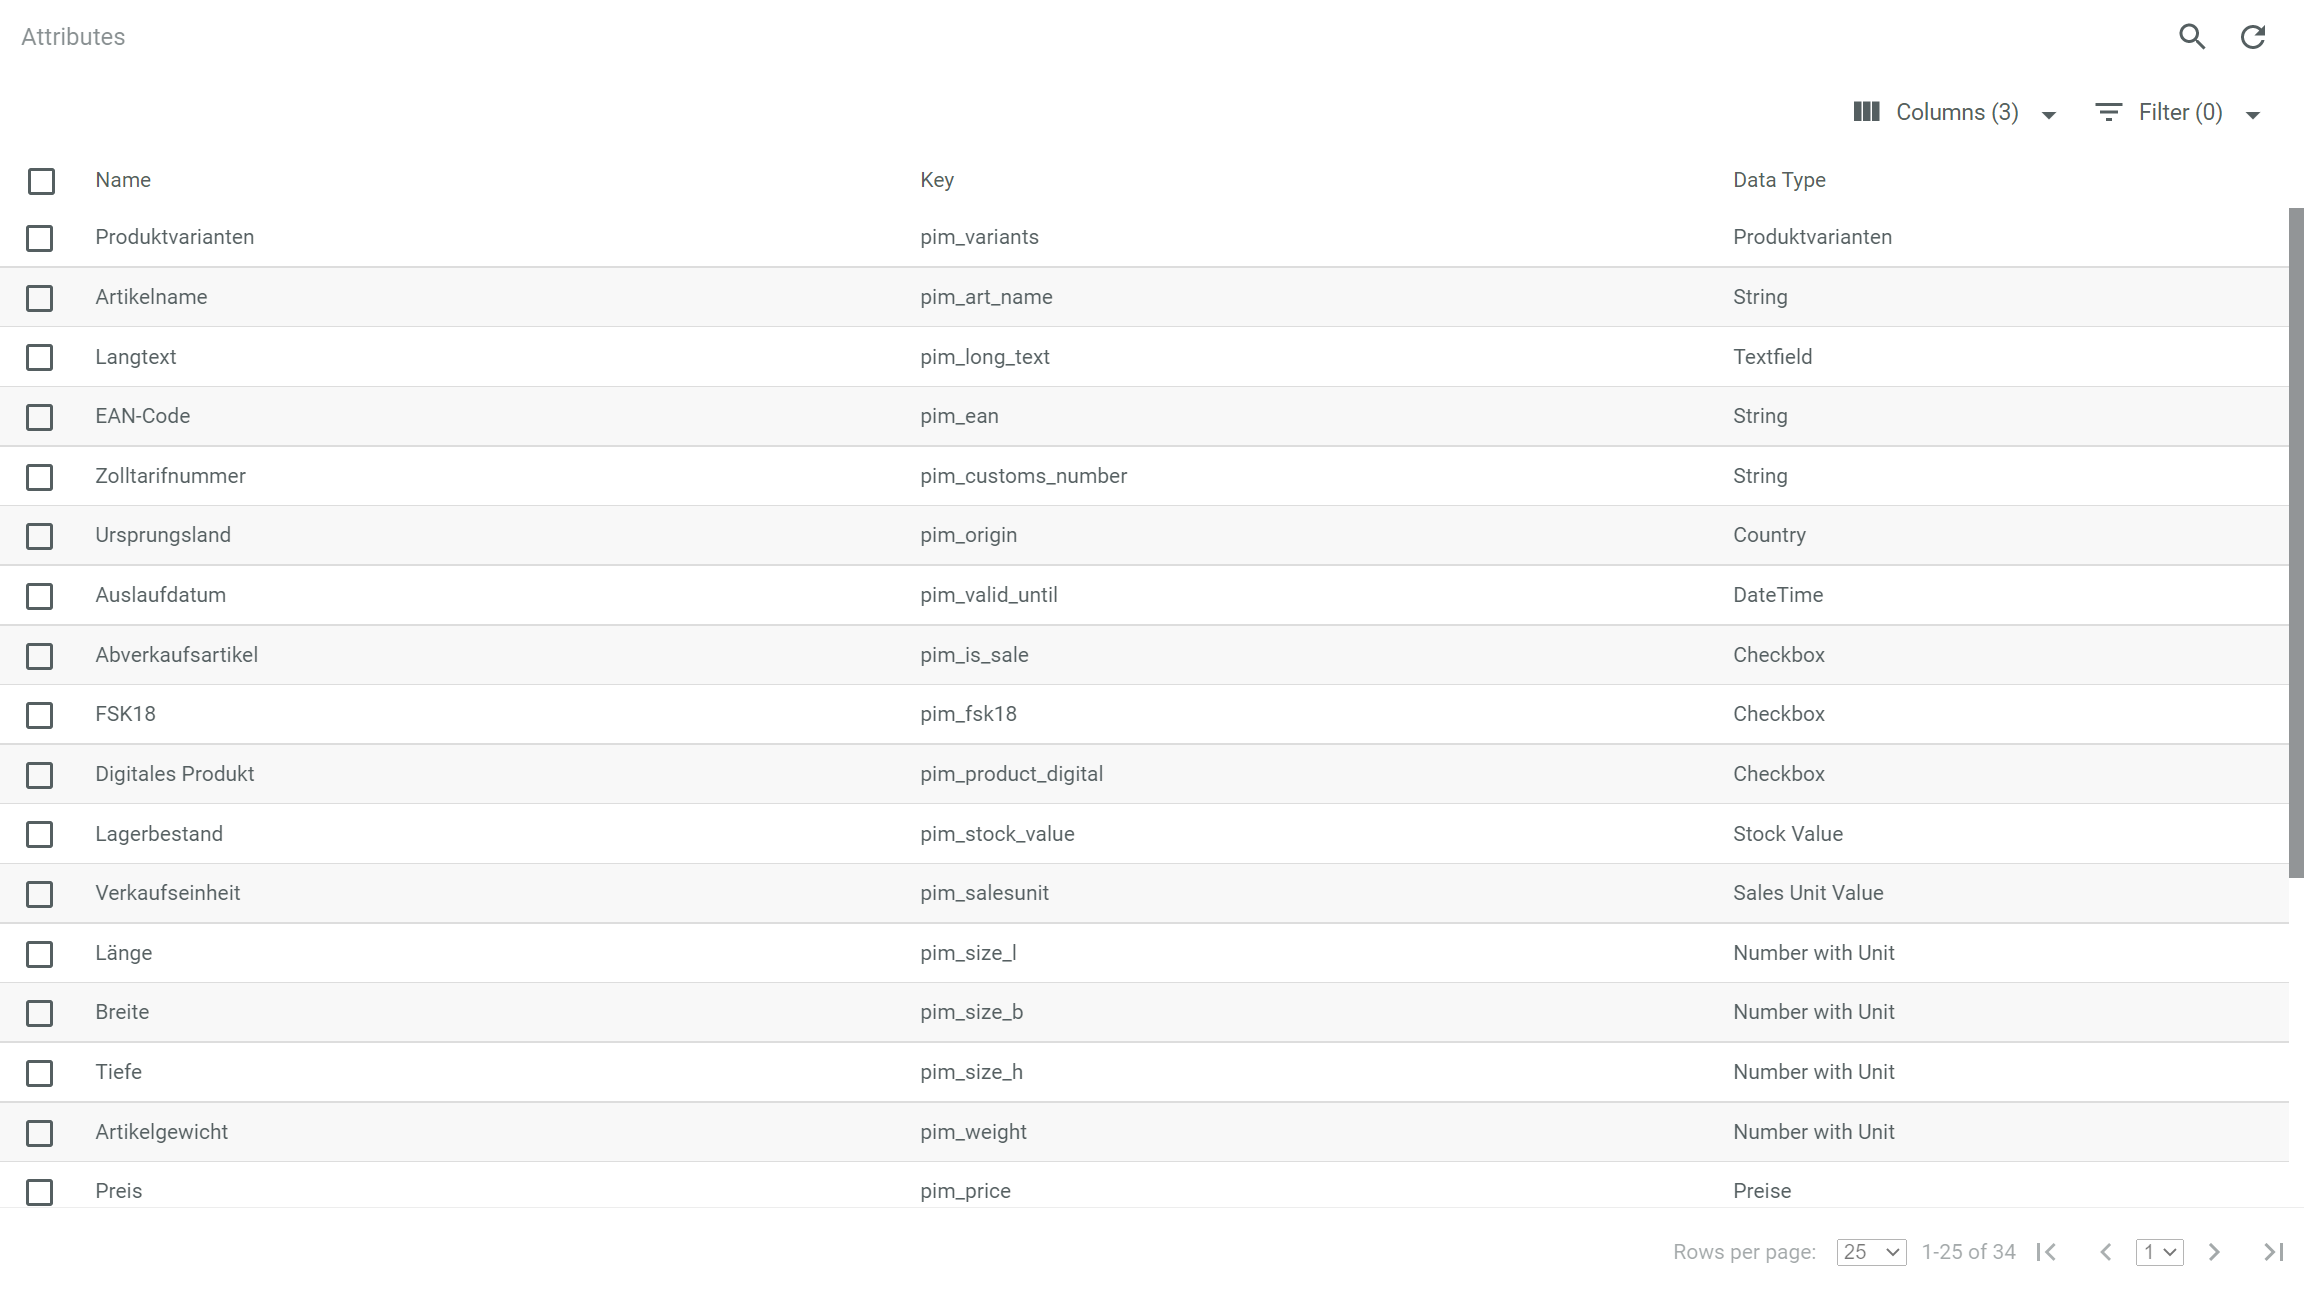 Attributes
Columns (3) Filter (0)
Name Key Data Type
Produktvarianten pim_variants Produktvarianten
Artikelname pim_art_name String
Langtext pim_long_text Textfield
EAN-Code pim_ean String
Zolltarifnummer pim_customs_number String
Ursprungsland pim_origin Country
Auslaufdatum pim_valid_until DateTime
Abverkaufsartikel pim_is_sale Checkbox
FSK18 pim_fsk18 Checkbox
Digitales Produkt pim_product_digital Checkbox
Lagerbestand pim_stock_value Stock Value
Verkaufseinheit pim_salesunit Sales Unit Value
Länge pim_size_l Number with Unit
Breite pim_size_b Number with Unit
Tiefe pim_size_h Number with Unit
Artikelgewicht pim_weight Number with Unit
Preis pim_price Preise
Rows per page: 25 1-25 of 34 1